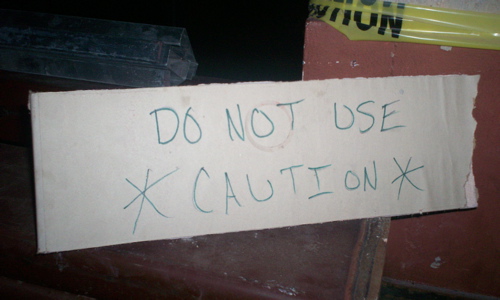 DO NOT USE
* CAUTION *